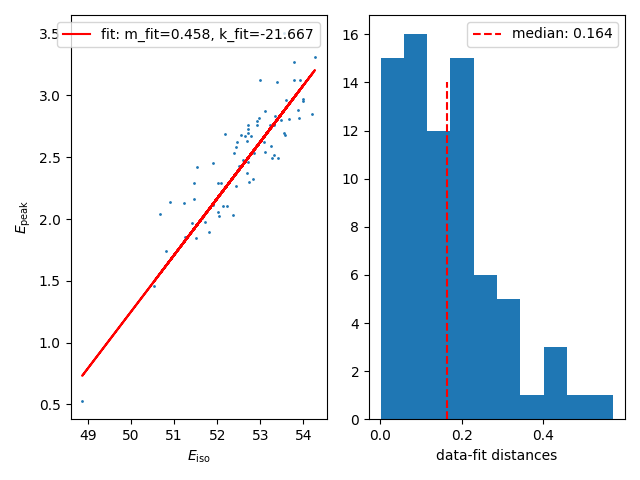 fit: m_fit=0.458, k_fit=-21.667
3.5
3.0
2.5
2.0
1.5
1.0
0.5
E_peak
49 50 51 52 53 54
E_iso
median: 0.164
16
14
12
10
8
6
4
2
0
0.0 0.2 0.4
data-fit distances